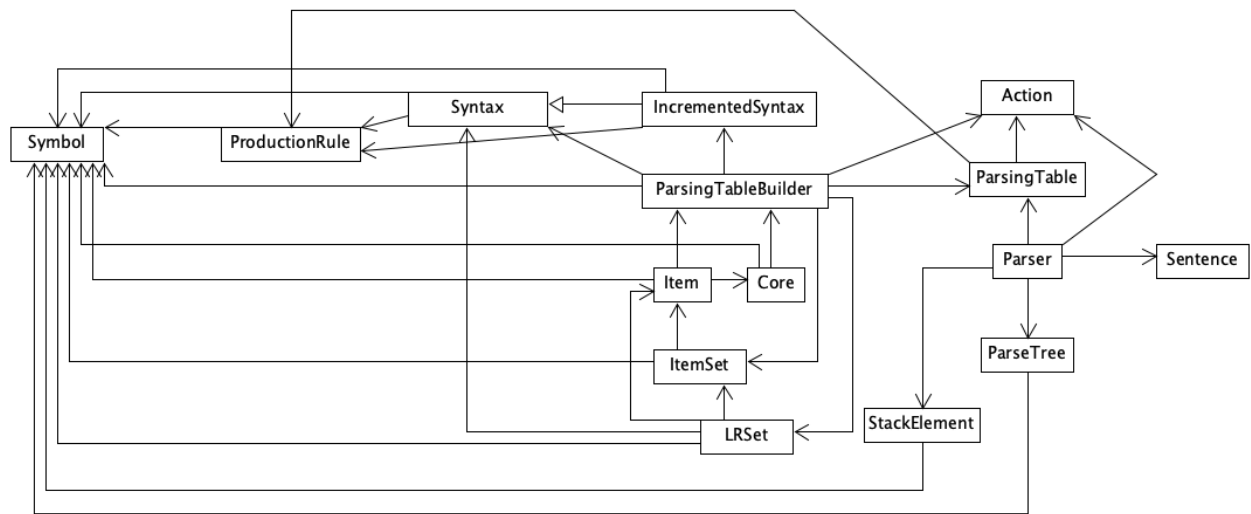 Action
Syntax
IncrementedSyntax
Symbol
ProductionRule
ParsingTableBuilder
ParsingTable
Parser
Sentence
Item
Core
ParseTree
ItemSet
StackElement
LRSet